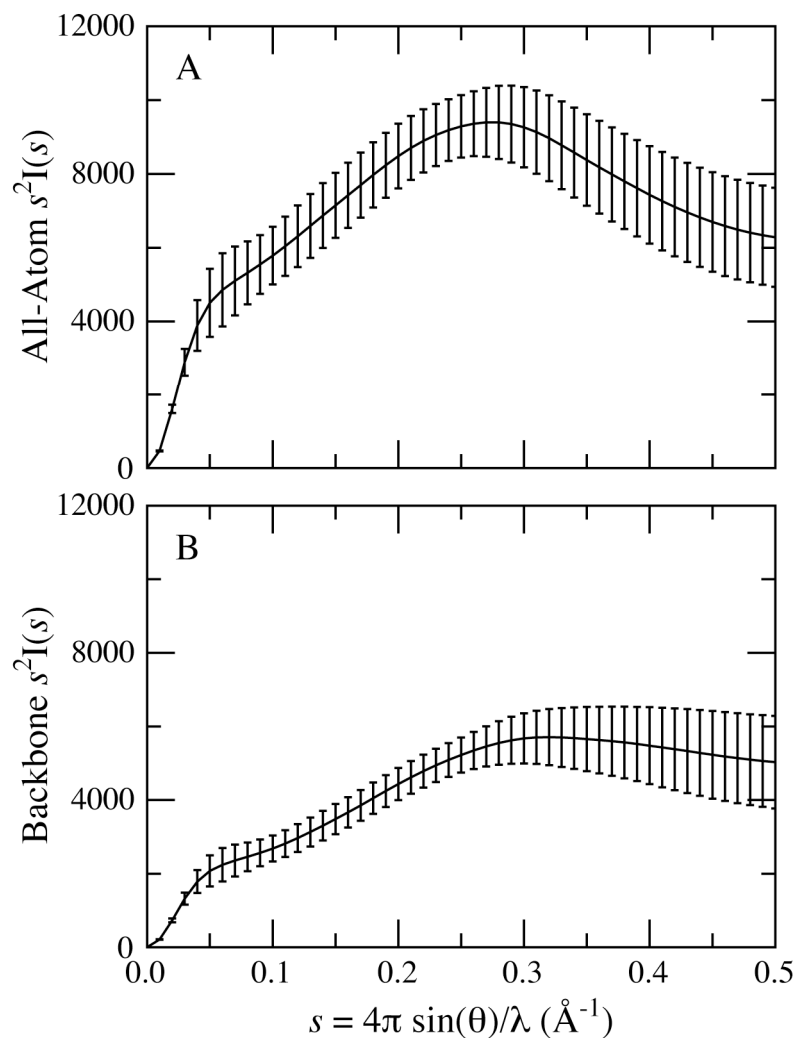 12000
A
8000
4000
0
All-Atom s²I(s)
12000
B
8000
4000
0
Backbone s²I(s)
0.0 0.1 0.2 0.3 0.4 0.5
s = 4π sin(θ)/λ (Å⁻¹)